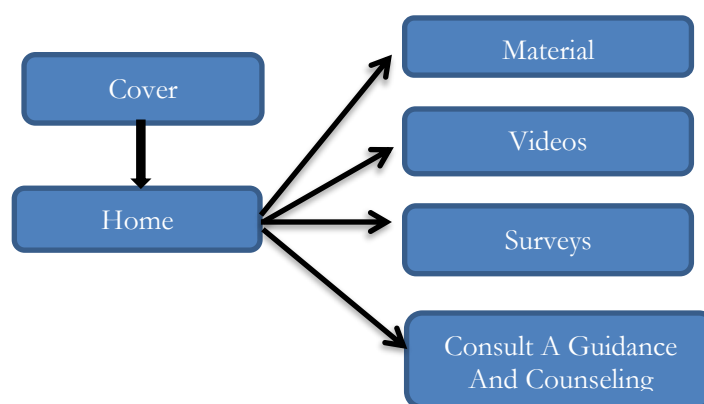 Cover
Home
Material
Videos
Surveys
Consult A Guidance
And Counseling